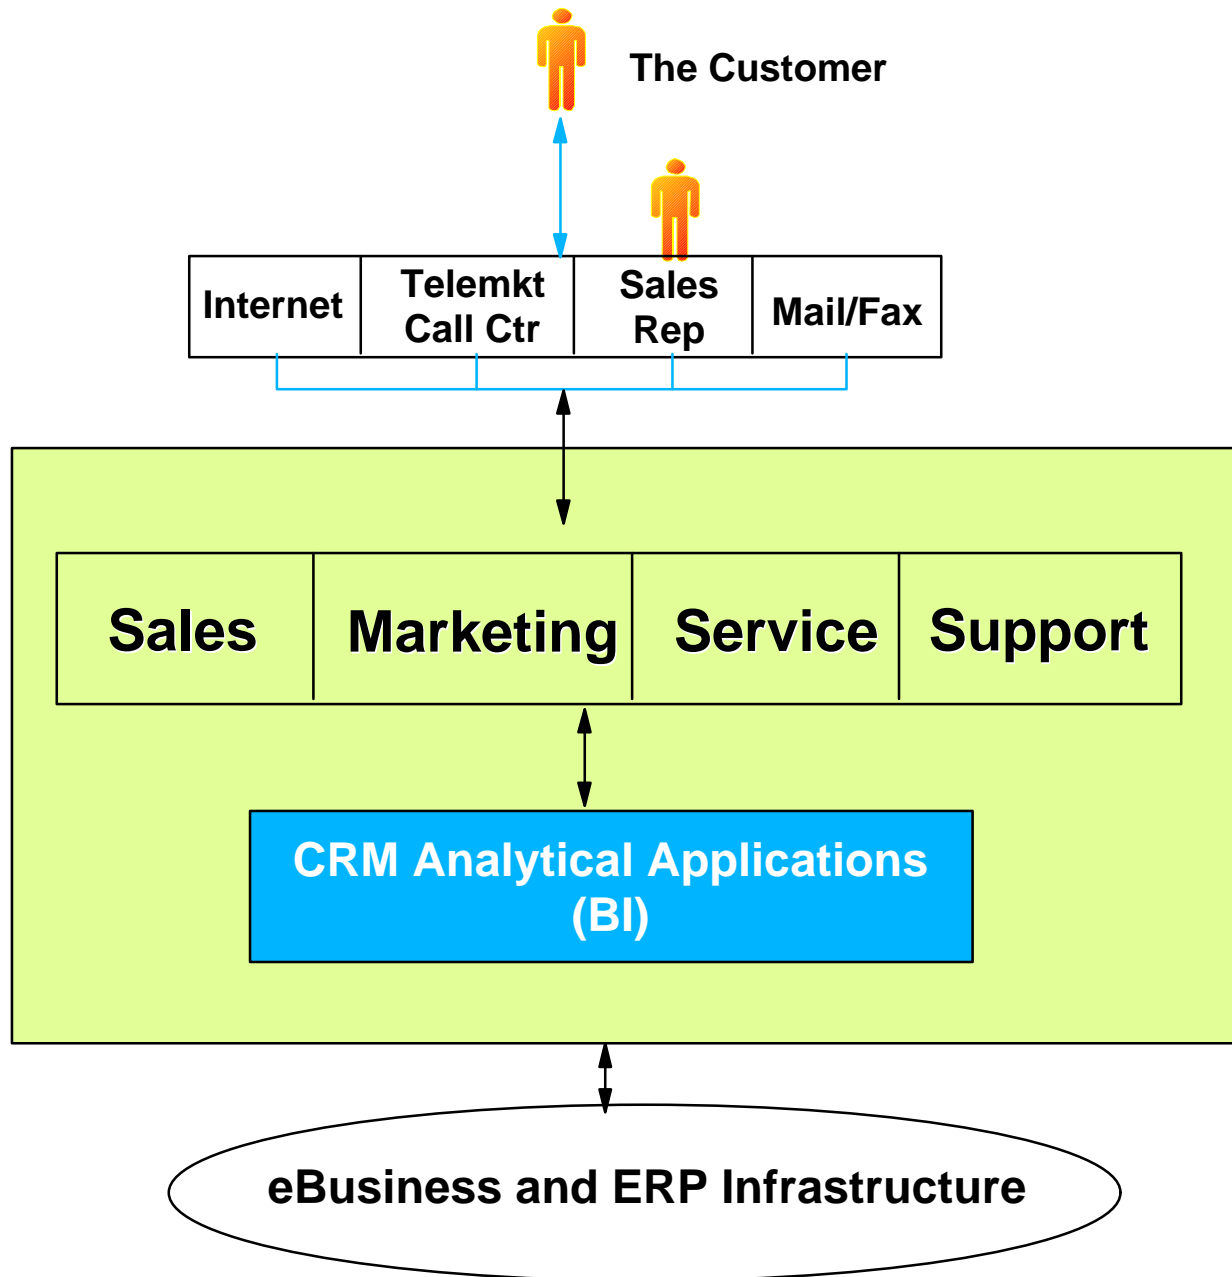 The Customer
Internet
Telemkt
Call Ctr
Sales
Rep
Mail/Fax
Sales
Marketing
Service
Support
CRM Analytical Applications
(BI)
eBusiness and ERP Infrastructure